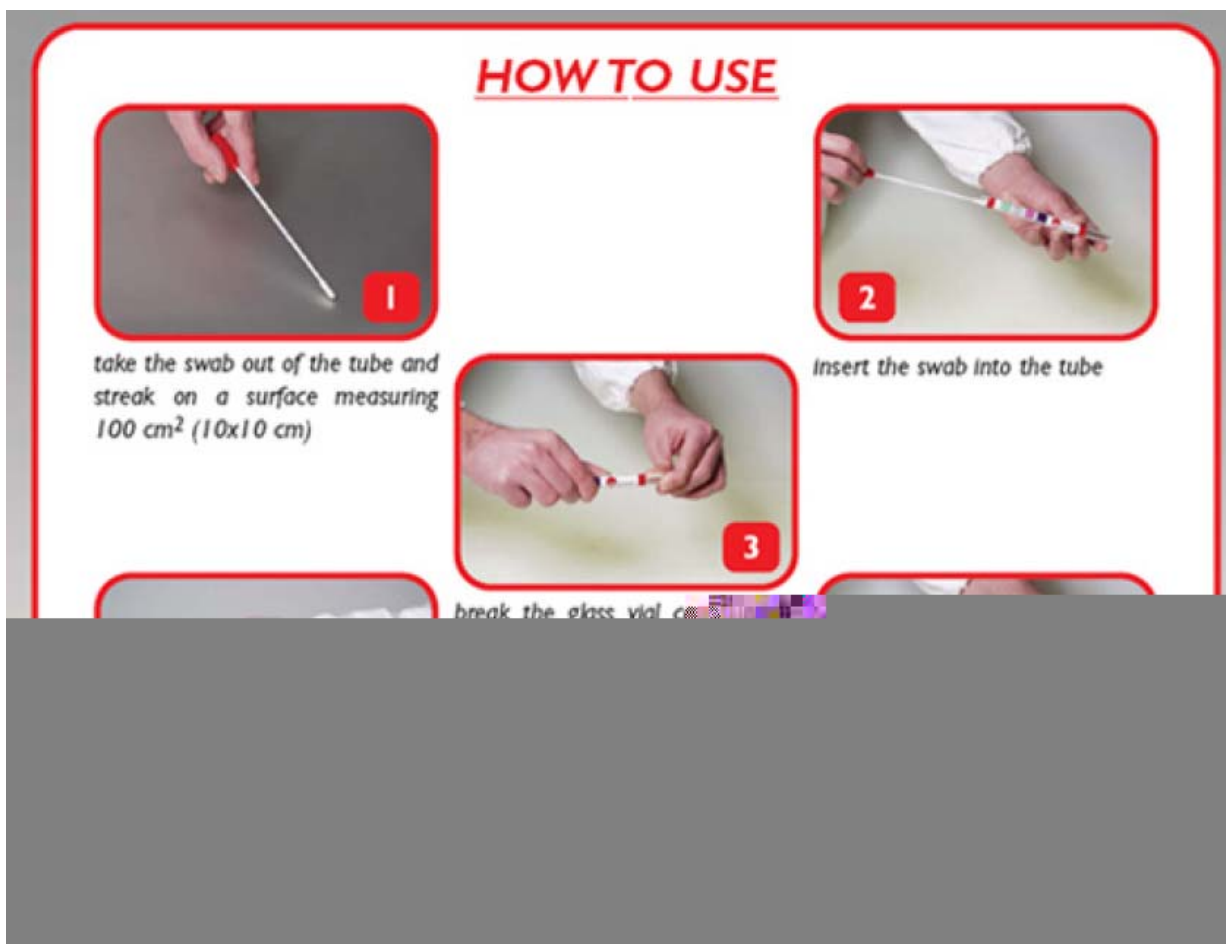 HOW TO USE
1
take the swab out of the tube and
streak on a surface measuring
100 cm² (10x10 cm)
2
insert the swab into the tube
3
break the glass vial